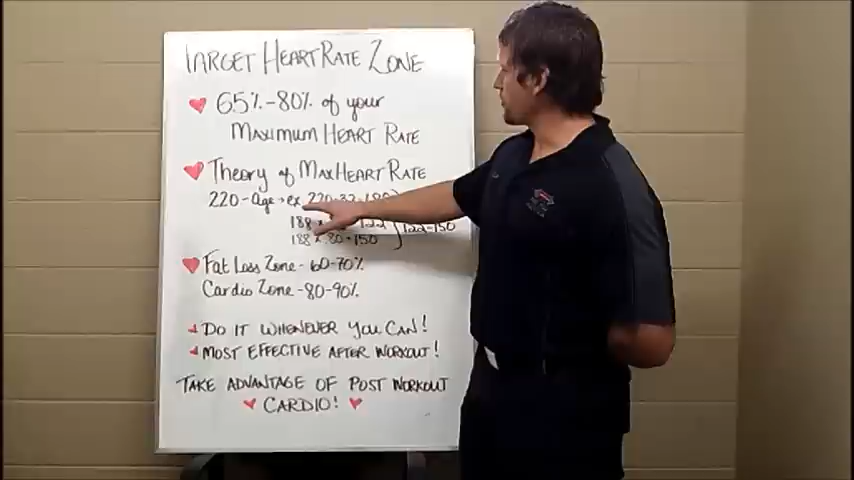 TARGET HEART RATE ZONE
65%-80% of your
MAXIMUM HEART RATE
Theory of MAX HEART RATE
220-Age → ex 220-32=188
188 x 122
188 x .80=150
122-150
Fat Loss Zone - 60-70%
Cardio Zone - 80-90%
DO IT WHENEVER YOU CAN!
MOST EFFECTIVE AFTER WORKOUT!
TAKE ADVANTAGE OF POST WORKOUT
CARDIO!